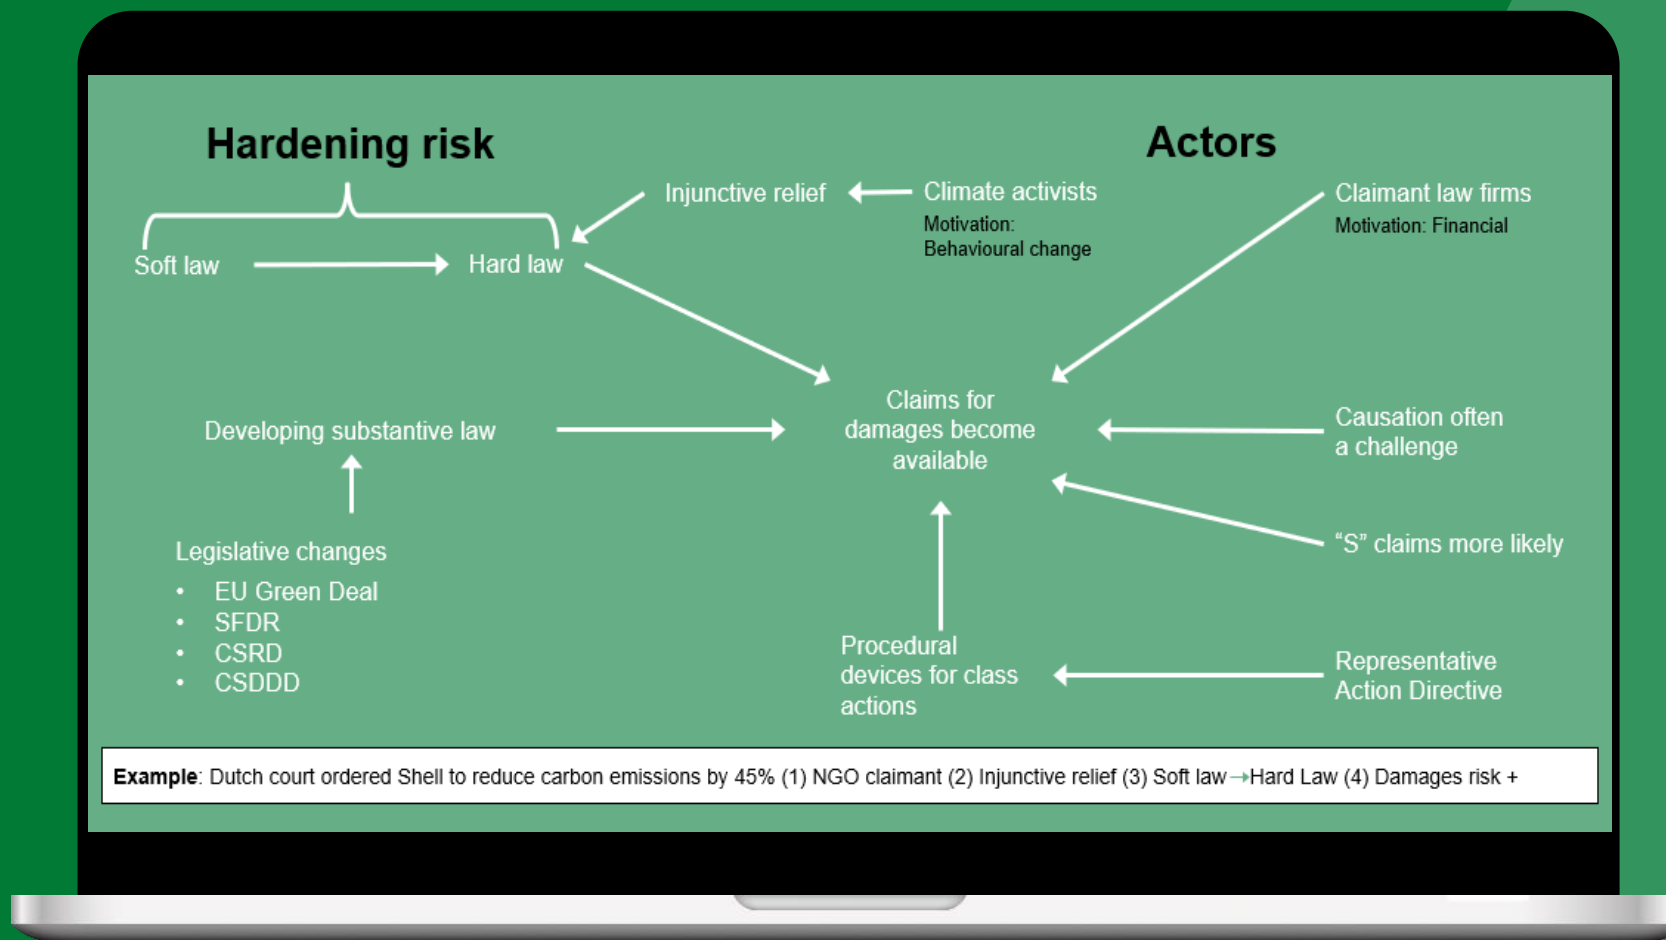 Hardening risk
Actors
Injunctive relief
Climate activists
Motivation:
Behavioural change
Claimant law firms
Motivation: Financial
Soft law
Hard law
Claims for
damages become
available
Developing substantive law
Causation often
a challenge
Legislative changes
• EU Green Deal
• SFDR
• CSRD
• CSDDD
“S” claims more likely
Procedural
devices for class
actions
Representative
Action Directive
Example: Dutch court ordered Shell to reduce carbon emissions by 45% (1) NGO claimant (2) Injunctive relief (3) Soft law →Hard Law (4) Damages risk +